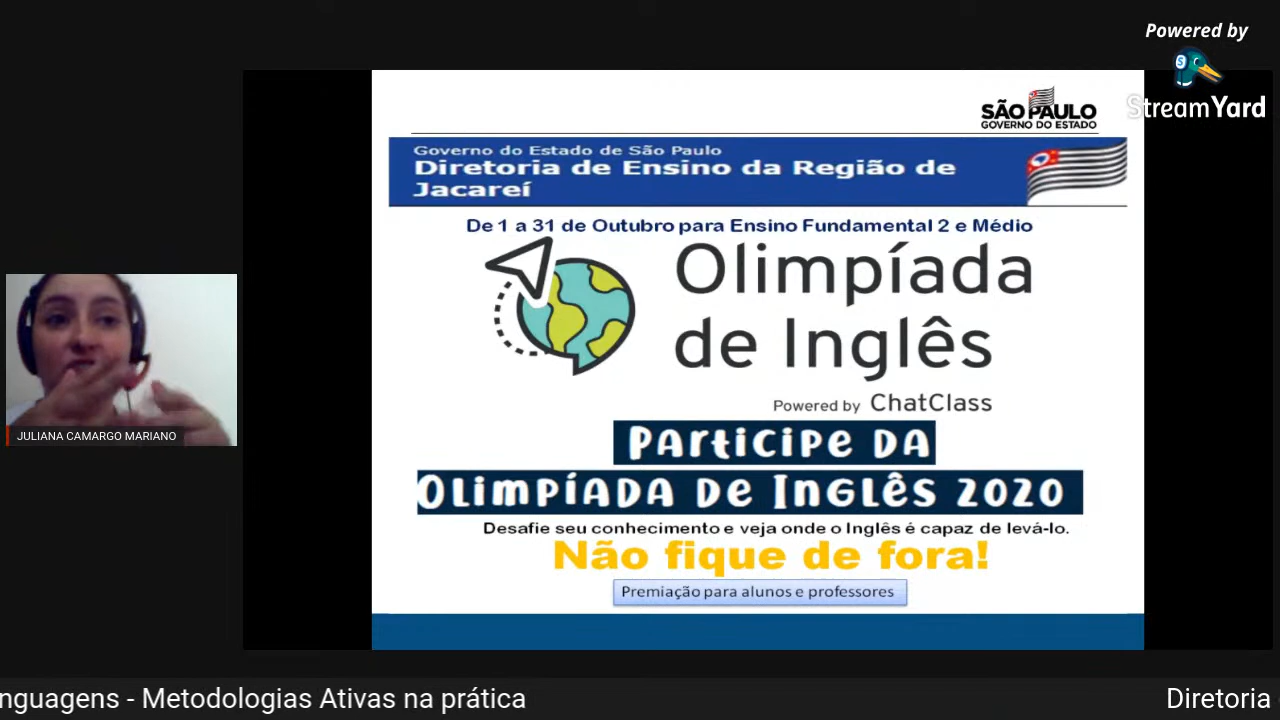 Powered by
StreamYard
SÃO PAULO
GOVERNO DO ESTADO
Governo do Estado de São Paulo
Diretoria de Ensino da Região de
Jacareí
De 1 a 31 de Outubro para Ensino Fundamental 2 e Médio
Olimpíada
de Inglês
Powered by ChatClass
Participe da
Olimpíada de Inglês 2020
Desafie seu conhecimento e veja onde o Inglês é capaz de levá-lo.
Não fique de fora!
Premiação para alunos e professores
JULIANA CAMARGO MARIANO
nguagens - Metodologias Ativas na prática
Diretoria